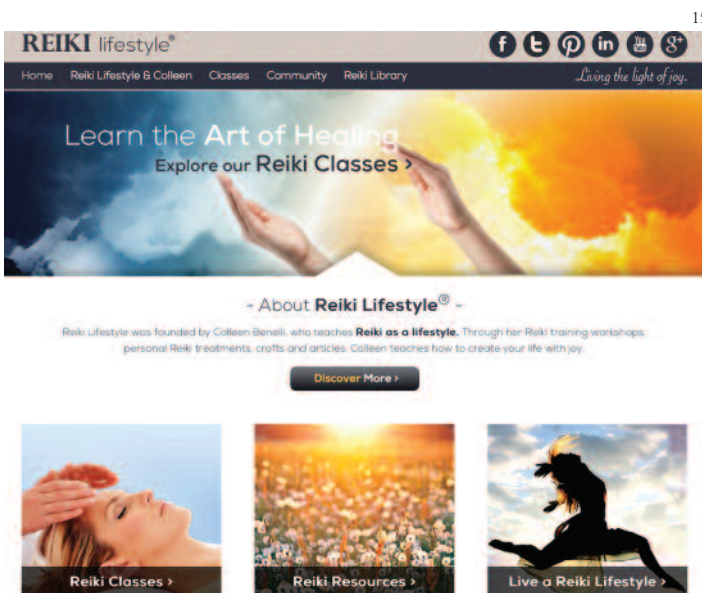 15
REIKI lifestyle®
f t P in You Tube g+
Home Reiki Lifestyle & Colleen Classes Community Reiki Library Living the light of joy.
Learn the Art of Healing
Explore our Reiki Classes >
- About Reiki Lifestyle® -
Reiki Lifestyle was founded by Colleen Benelli, who teaches Reiki as a lifestyle. Through her Reiki training workshops,
personal Reiki treatments, crafts and articles, Colleen teaches how to create your life with joy.
Discover More >
Reiki Classes > Reiki Resources > Live a Reiki Lifestyle >